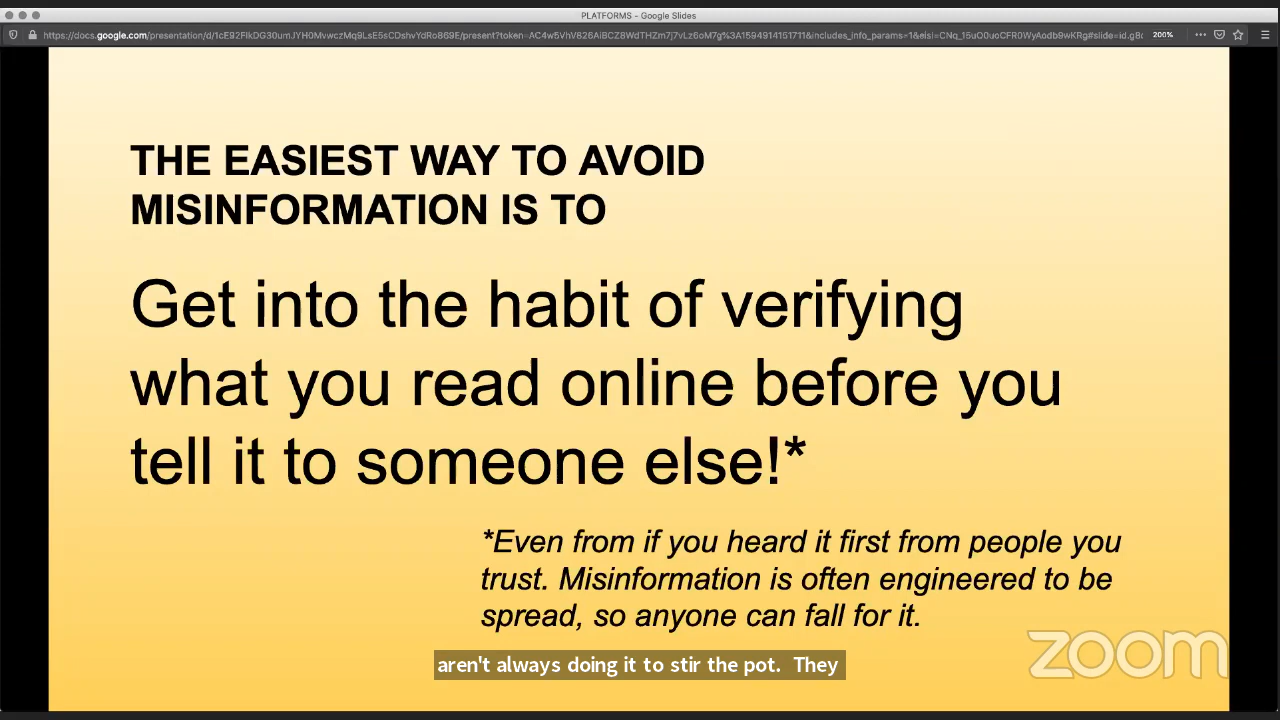 PLATFORMS - Google Slides
200%
THE EASIEST WAY TO AVOID
MISINFORMATION IS TO
Get into the habit of verifying
what you read online before you
tell it to someone else!*
*Even from if you heard it first from people you
trust. Misinformation is often engineered to be
spread, so anyone can fall for it.
zoom
aren't always doing it to stir the pot.  They